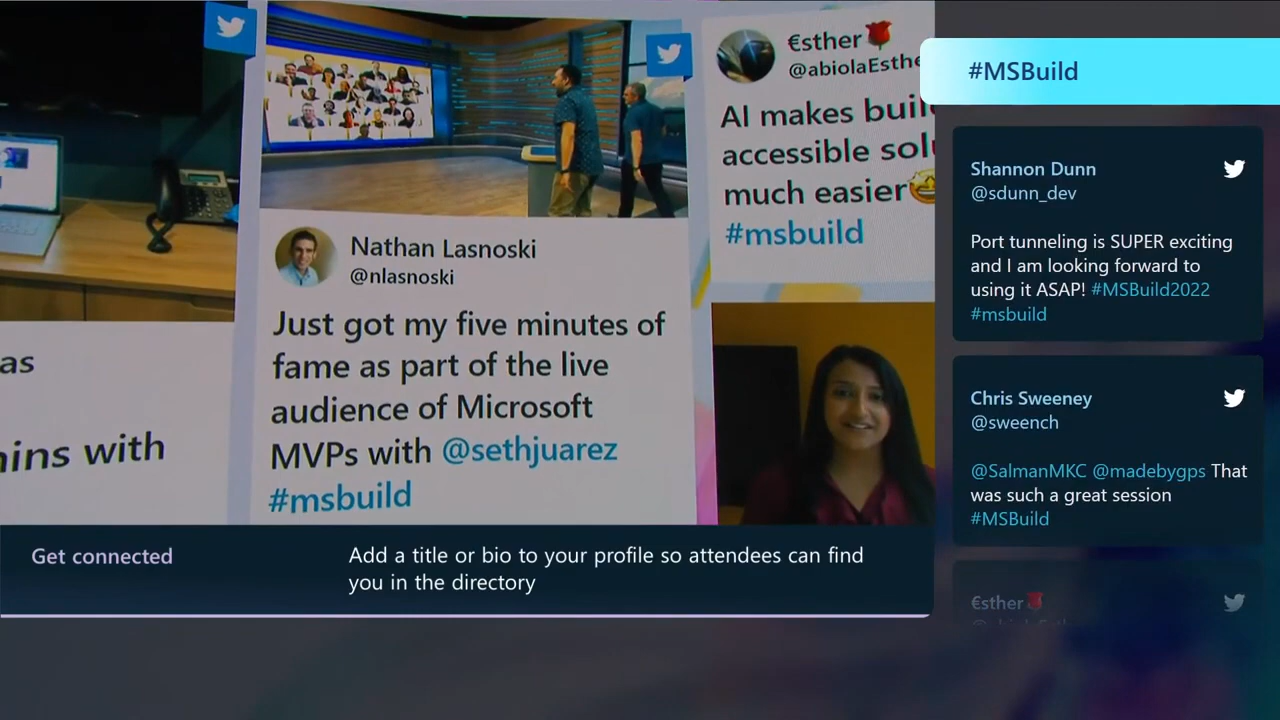 as
mins with
Nathan Lasnoski
@nlasnoski
Just got my five minutes of
fame as part of the live
audience of Microsoft
MVPs with @sethjuarez
#msbuild
€sther🌹
@abiolaEsthe
AI makes buil
accessible solu
much easier🤩
#msbuild
Get connected
Add a title or bio to your profile so attendees can find
you in the directory
#MSBuild
Shannon Dunn
@sdunn_dev
Port tunneling is SUPER exciting
and I am looking forward to
using it ASAP! #MSBuild2022
#msbuild
Chris Sweeney
@sweench
@SalmanMKC @madebygps That
was such a great session
#MSBuild
€sther🌹